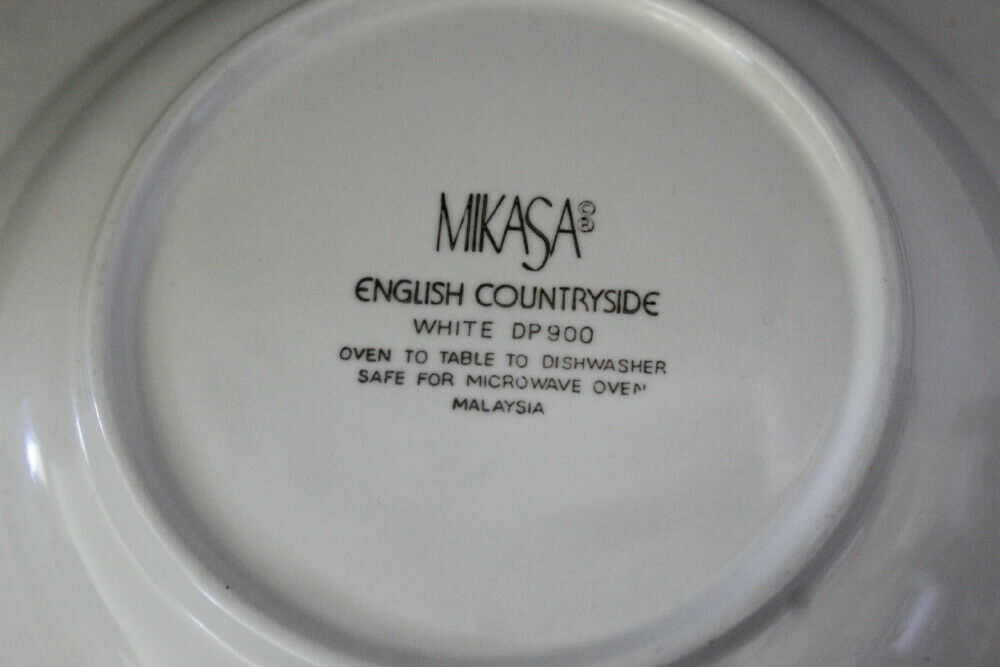 MIKASA©®
ENGLISH COUNTRYSIDE
WHITE DP900
OVEN TO TABLE TO DISHWASHER
SAFE FOR MICROWAVE OVEN
MALAYSIA